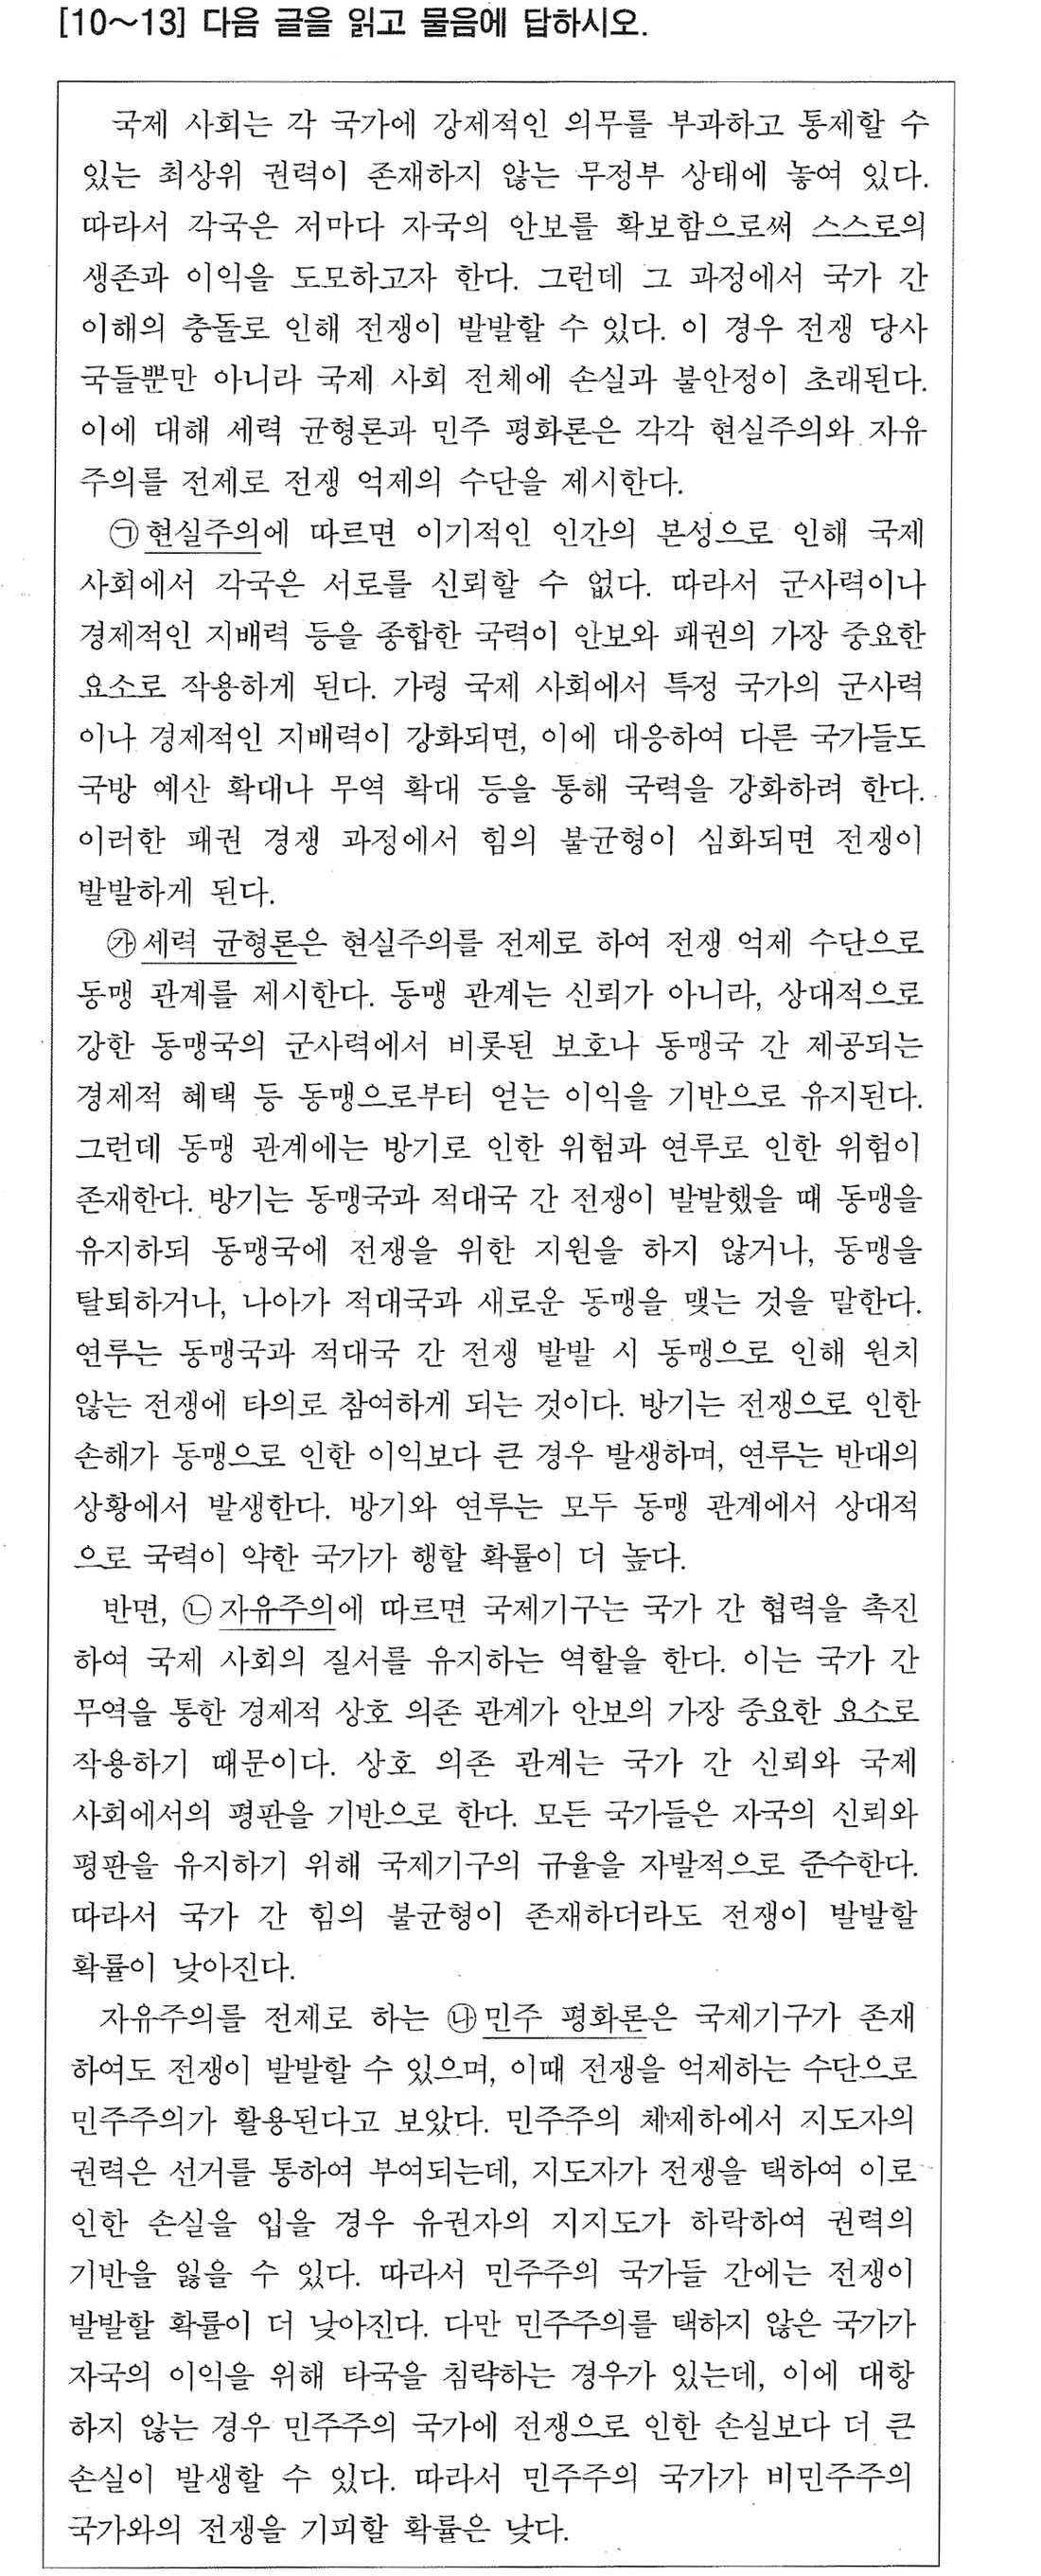 [10~13] 다음 글을 읽고 물음에 답하시오.
국제 사회는 각 국가에 강제적인 의무를 부과하고 통제할 수
있는 최상위 권력이 존재하지 않는 무정부 상태에 놓여 있다.
따라서 각국은 저마다 자국의 안보를 확보함으로써 스스로의
생존과 이익을 도모하고자 한다. 그런데 그 과정에서 국가 간
이해의 충돌로 인해 전쟁이 발발할 수 있다. 이 경우 전쟁 당사
국들뿐만 아니라 국제 사회 전체에 손실과 불안정이 초래된다.
이에 대해 세력 균형론과 민주 평화론은 각각 현실주의와 자유
주의를 전제로 전쟁 억제의 수단을 제시한다.
㉠현실주의에 따르면 이기적인 인간의 본성으로 인해 국제
사회에서 각국은 서로를 신뢰할 수 없다. 따라서 군사력이나
경제적인 지배력 등을 종합한 국력이 안보와 패권의 가장 중요한
요소로 작용하게 된다. 가령 국제 사회에서 특정 국가의 군사력
이나 경제적인 지배력이 강화되면, 이에 대응하여 다른 국가들도
국방 예산 확대나 무역 확대 등을 통해 국력을 강화하려 한다.
이러한 패권 경쟁 과정에서 힘의 불균형이 심화되면 전쟁이
발발하게 된다.
㉮세력 균형론은 현실주의를 전제로 하여 전쟁 억제 수단으로
동맹 관계를 제시한다. 동맹 관계는 신뢰가 아니라, 상대적으로
강한 동맹국의 군사력에서 비롯된 보호나 동맹국 간 제공되는
경제적 혜택 등 동맹으로부터 얻는 이익을 기반으로 유지된다.
그런데 동맹 관계에는 방기로 인한 위험과 연루로 인한 위험이
존재한다. 방기는 동맹국과 적대국 간 전쟁이 발발했을 때 동맹을
유지하되 동맹국에 전쟁을 위한 지원을 하지 않거나, 동맹을
탈퇴하거나, 나아가 적대국과 새로운 동맹을 맺는 것을 말한다.
연루는 동맹국과 적대국 간 전쟁 발발 시 동맹으로 인해 원치
않는 전쟁에 타의로 참여하게 되는 것이다. 방기는 전쟁으로 인한
손해가 동맹으로 인한 이익보다 큰 경우 발생하며, 연루는 반대의
상황에서 발생한다. 방기와 연루는 모두 동맹 관계에서 상대적
으로 국력이 약한 국가가 행할 확률이 더 높다.
반면, ㉡자유주의에 따르면 국제기구는 국가 간 협력을 촉진
하여 국제 사회의 질서를 유지하는 역할을 한다. 이는 국가 간
무역을 통한 경제적 상호 의존 관계가 안보의 가장 중요한 요소로
작용하기 때문이다. 상호 의존 관계는 국가 간 신뢰와 국제
사회에서의 평판을 기반으로 한다. 모든 국가들은 자국의 신뢰와
평판을 유지하기 위해 국제기구의 규율을 자발적으로 준수한다.
따라서 국가 간 힘의 불균형이 존재하더라도 전쟁이 발발할
확률이 낮아진다.
자유주의를 전제로 하는 ㉯민주 평화론은 국제기구가 존재
하여도 전쟁이 발발할 수 있으며, 이때 전쟁을 억제하는 수단으로
민주주의가 활용된다고 보았다. 민주주의 체제하에서 지도자의
권력은 선거를 통하여 부여되는데, 지도자가 전쟁을 택하여 이로
인한 손실을 입을 경우 유권자의 지지도가 하락하여 권력의
기반을 잃을 수 있다. 따라서 민주주의 국가들 간에는 전쟁이
발발할 확률이 더 낮아진다. 다만 민주주의를 택하지 않은 국가가
자국의 이익을 위해 타국을 침략하는 경우가 있는데, 이에 대항
하지 않는 경우 민주주의 국가에 전쟁으로 인한 손실보다 더 큰
손실이 발생할 수 있다. 따라서 민주주의 국가가 비민주주의
국가와의 전쟁을 기피할 확률은 낮다.